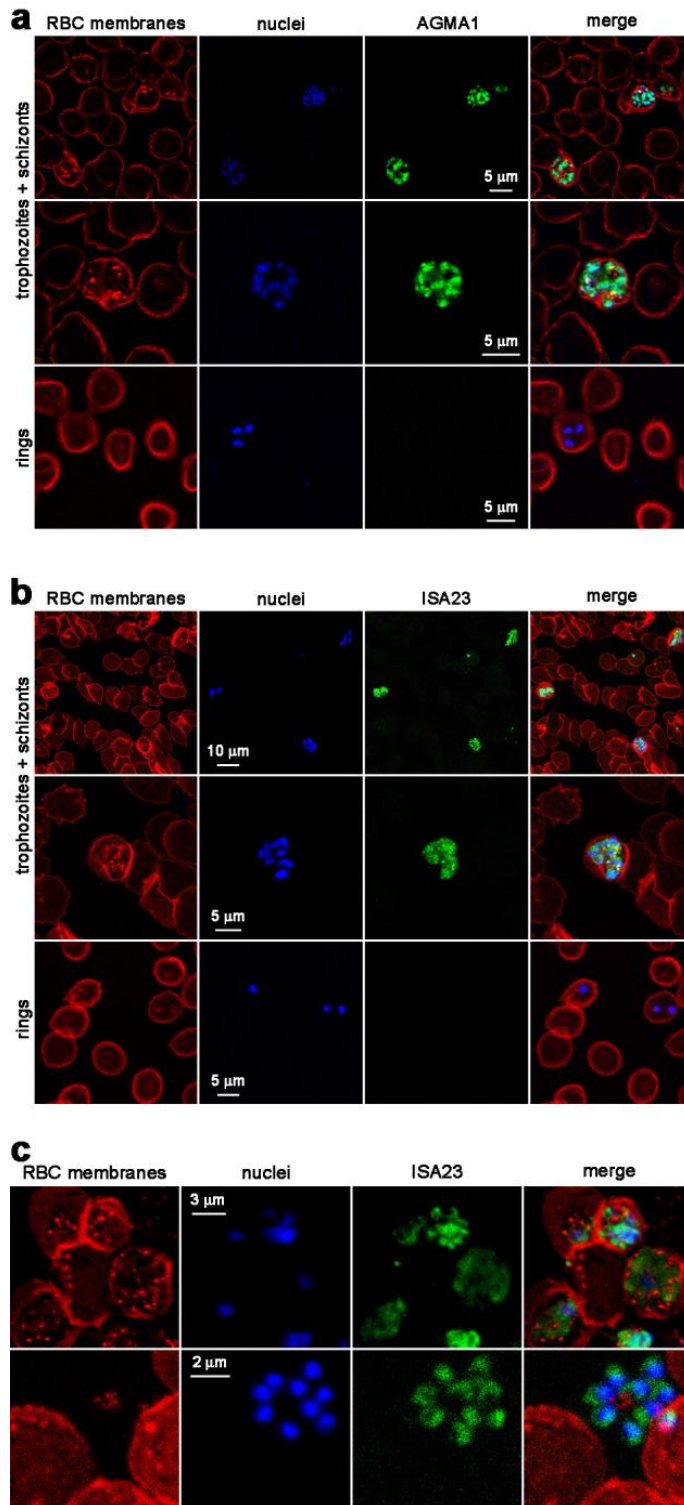 a
RBC membranes nuclei AGMA1 merge
trophozoites + schizonts
5 μm
5 μm
rings
5 μm
b
RBC membranes nuclei ISA23 merge
trophozoites + schizonts
10 μm
5 μm
rings
5 μm
c
RBC membranes nuclei ISA23 merge
3 μm
2 μm